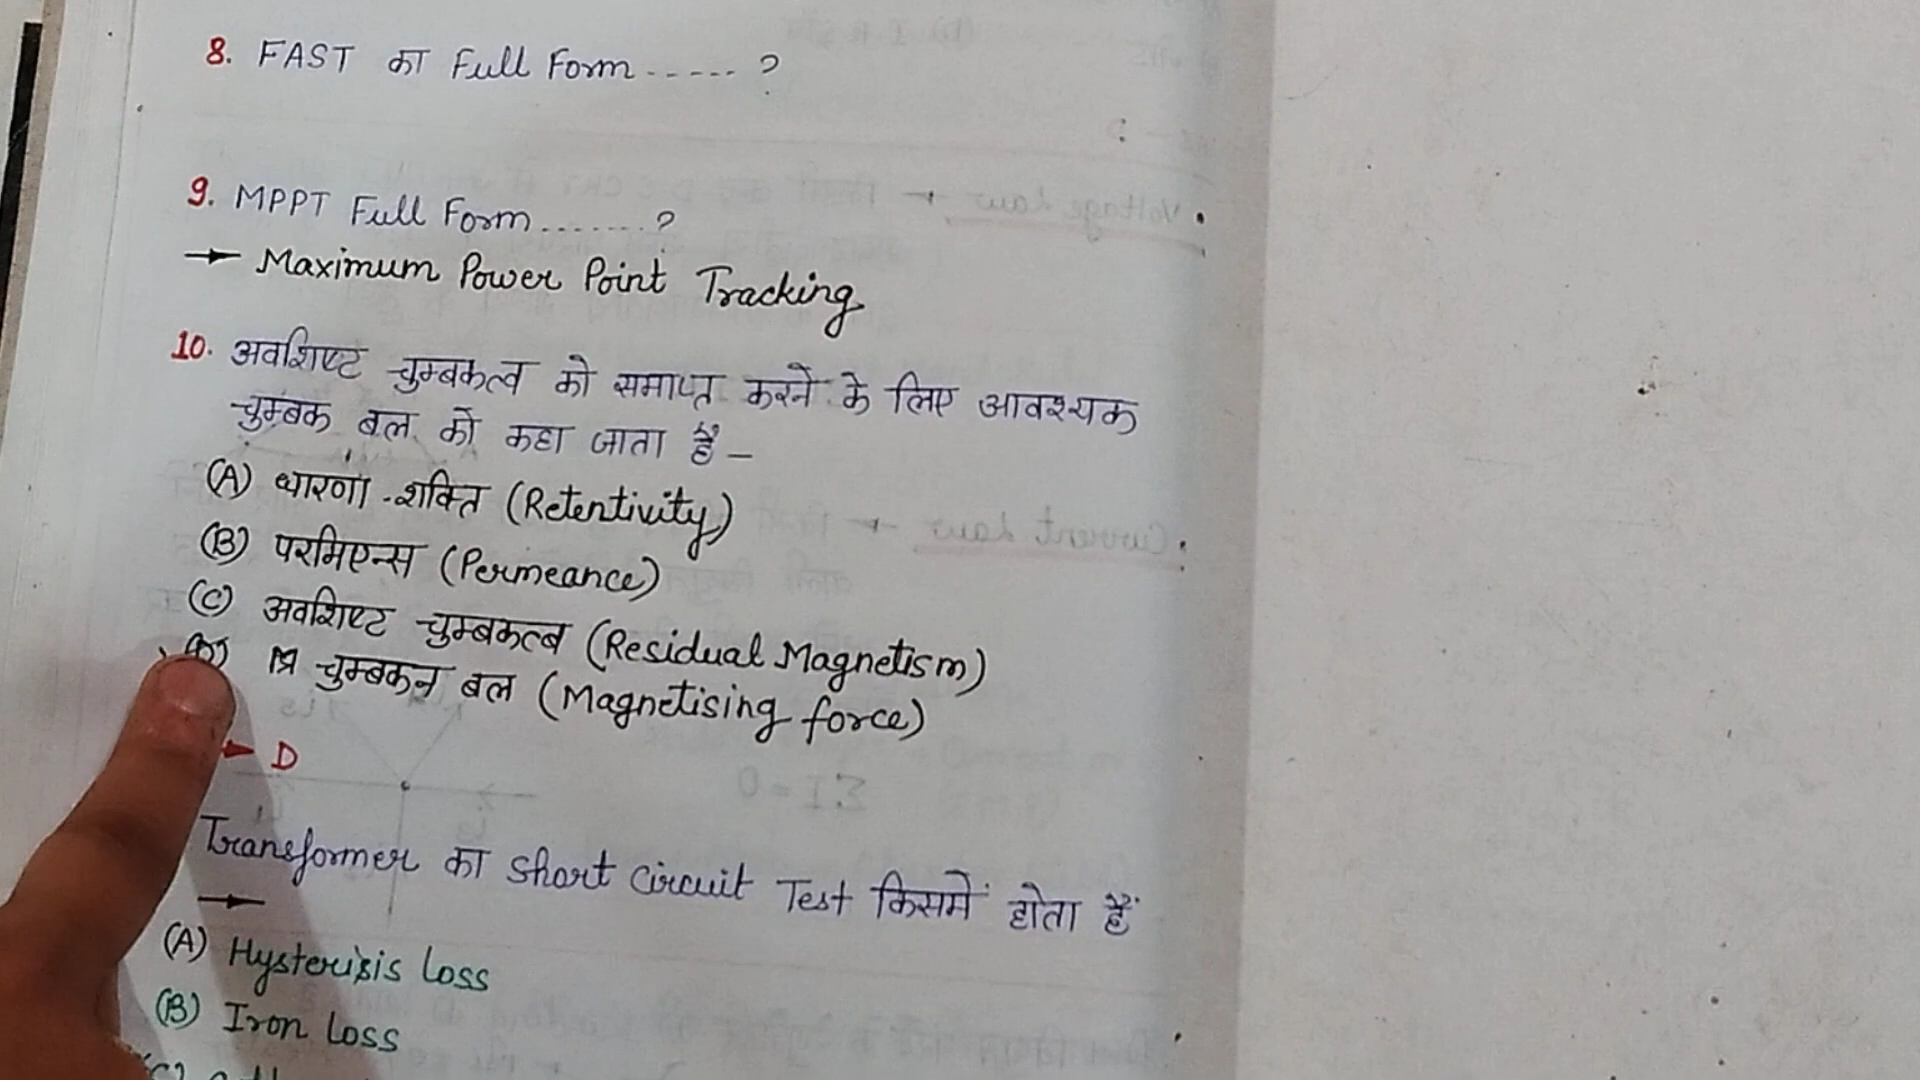 8. FAST का Full Form ----- ?
9. MPPT Full Form ....... ?
→ Maximum Power Point Tracking
10. अवशिष्ट चुम्बकत्व को समाप्त करने के लिए आवश्यक
चुम्बक बल को कहा जाता है –
(A) धारणा - शक्ति (Retentivity)
(B) परमिएन्स (Permeance)
(C) अवशिष्ट चुम्बकत्ब (Residual Magnetism)
(D) चुम्बकन बल (Magnetising force)
→ D
Transformer का Short Circuit Test किसमें होता है
→
(A) Hysterisis Loss
(B) Iron Loss